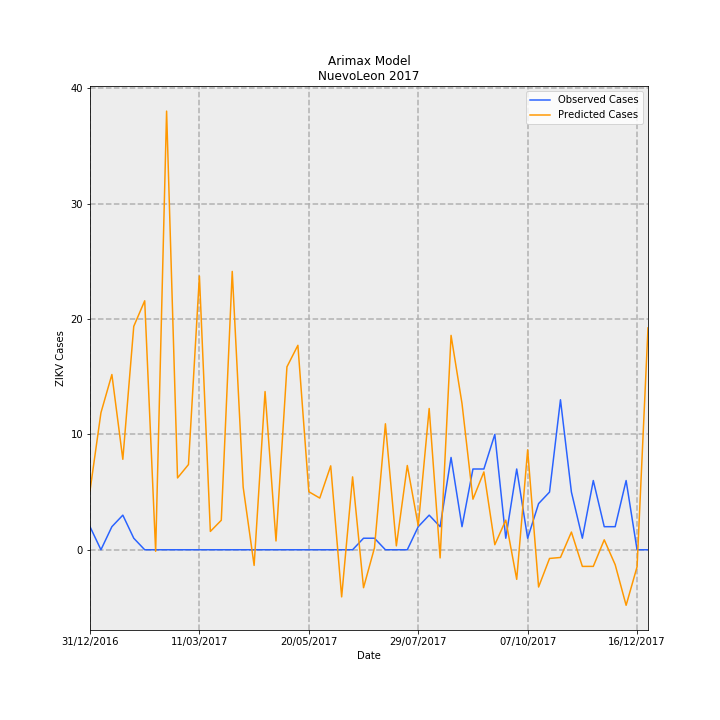 Arimax Model
NuevoLeon 2017
Observed Cases
Predicted Cases
40
30
20
10
0
ZIKV Cases
31/12/2016 11/03/2017 20/05/2017 29/07/2017 07/10/2017 16/12/2017
Date